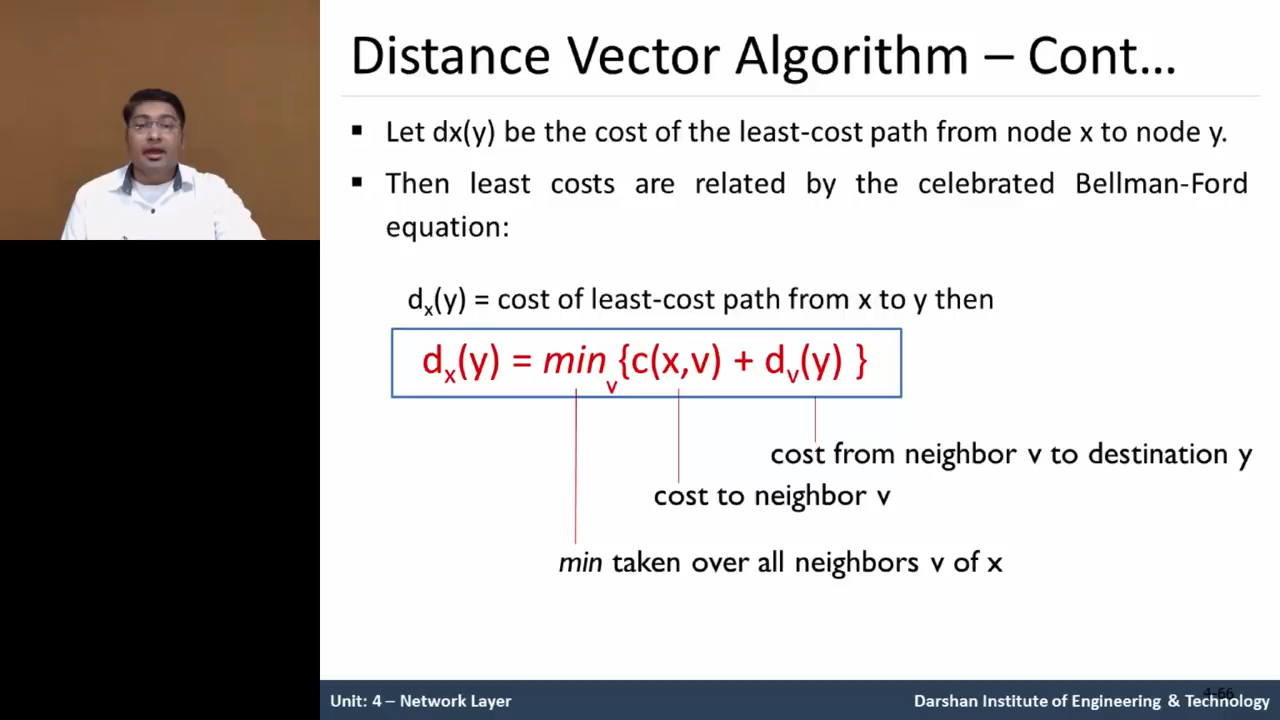 Distance Vector Algorithm – Cont…
▪ Let dx(y) be the cost of the least-cost path from node x to node y.
▪ Then least costs are related by the celebrated Bellman-Ford
equation:
dx(y) = cost of least-cost path from x to y then
dx(y) = min v {c(x,v) + dv(y) }
cost from neighbor v to destination y
cost to neighbor v
min taken over all neighbors v of x
4-66
Unit: 4 – Network Layer Darshan Institute of Engineering & Technology